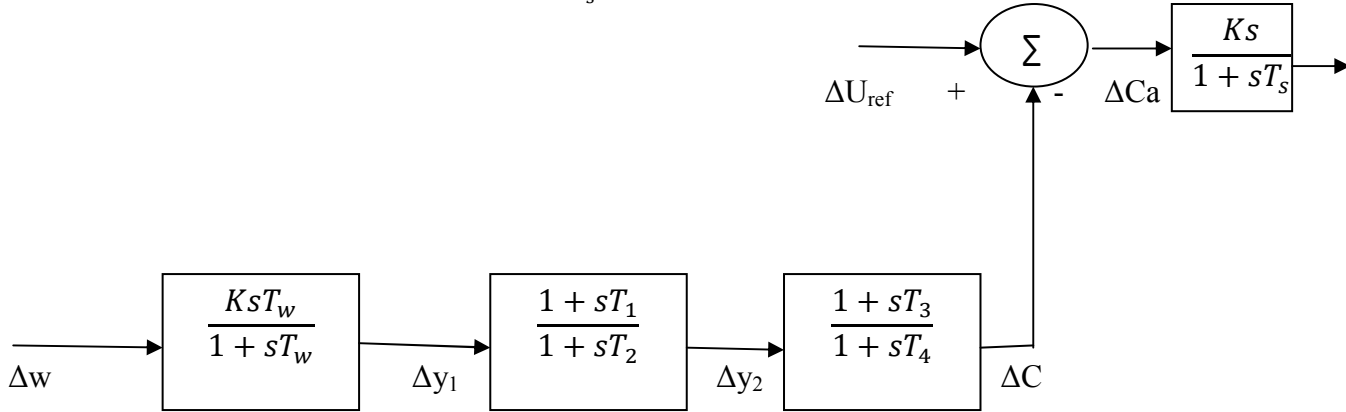 s
Σ
Ks
1 + sT_s
ΔU_ref + - ΔCa
KsT_w
1 + sT_w
1 + sT_1
1 + sT_2
1 + sT_3
1 + sT_4
Δw Δy_1 Δy_2 ΔC